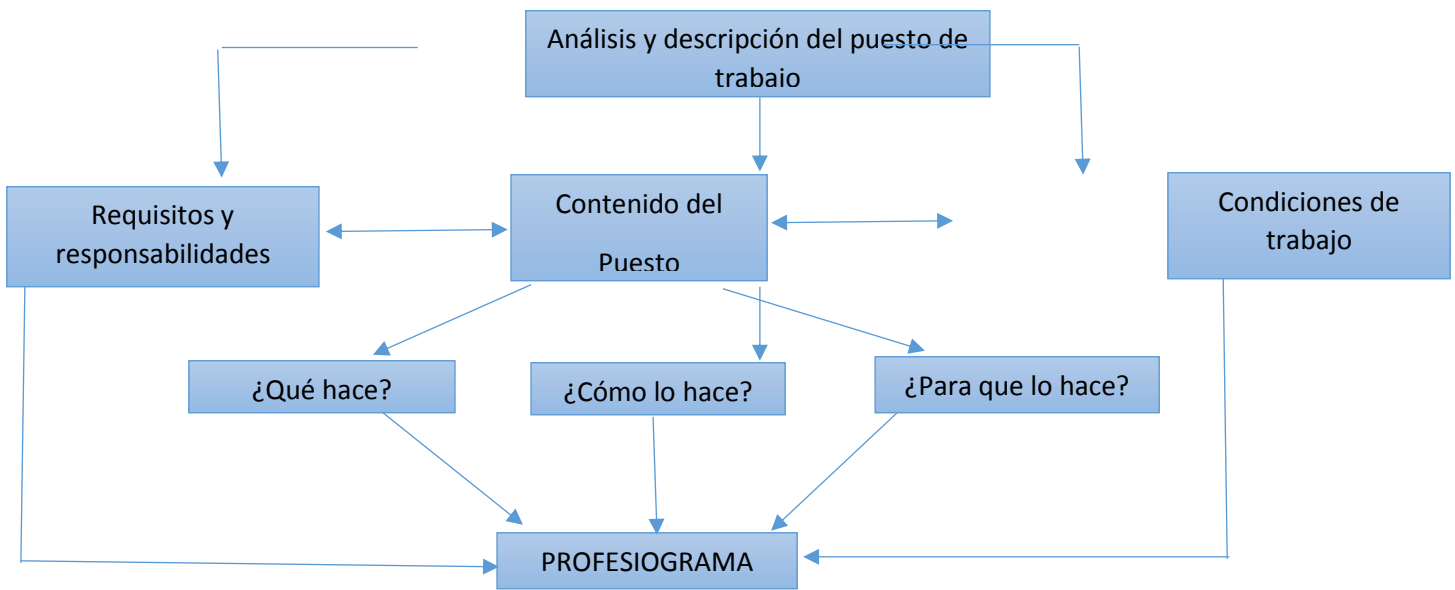 Análisis y descripción del puesto de
trabajo
Requisitos y
responsabilidades
Contenido del
Puesto
Condiciones de
trabajo
¿Qué hace?
¿Cómo lo hace?
¿Para que lo hace?
PROFESIOGRAMA